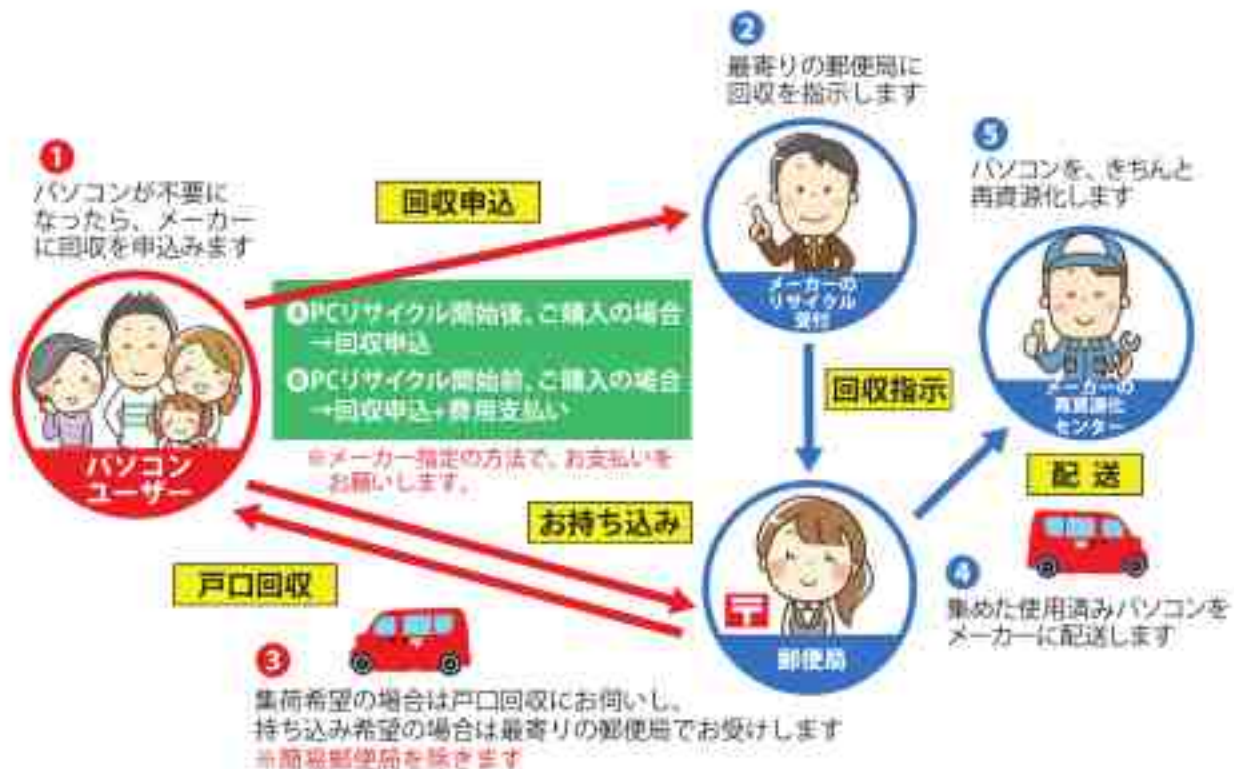 ❶
パソコンが不要に
なったら、メーカー
に回収を申込みます
パソコン
ユーザー
回収申込
❷
最寄りの郵便局に
回収を指示します
メーカーの
リサイクル
受付
PCリサイクル開始後、ご購入の場合
→回収申込
PCリサイクル開始前、ご購入の場合
→回収申込+費用支払い
※メーカー指定の方法で、お支払いを
お願いします。
回収指示
お持ち込み
戸口回収
❸
集荷希望の場合は戸口回収にお伺いし、
持ち込み希望の場合は最寄りの郵便局でお受けします
※簡易郵便局を除きます
〒
郵便局
❹
集めた使用済みパソコンを
メーカーに配送します
配送
❺
パソコンを、きちんと
再資源化します
メーカーの
再資源化
センター